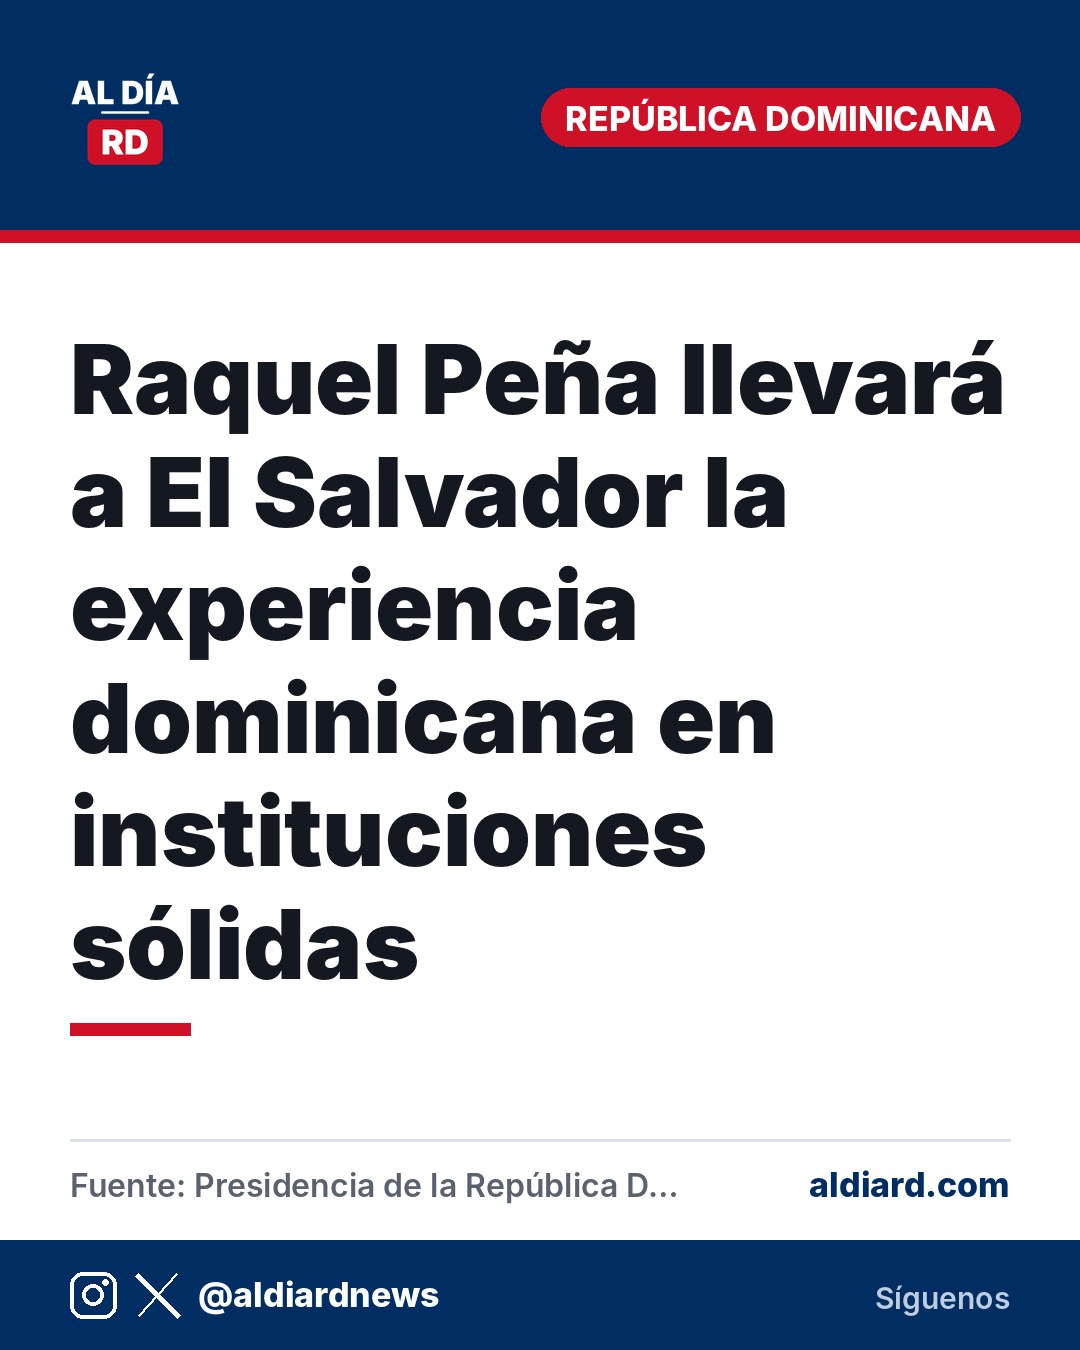 AL DÍA
RD
REPÚBLICA DOMINICANA
Raquel Peña llevará
a El Salvador la
experiencia
dominicana en
instituciones
sólidas
Fuente: Presidencia de la República D...
aldiard.com
@aldiardnews
Síguenos